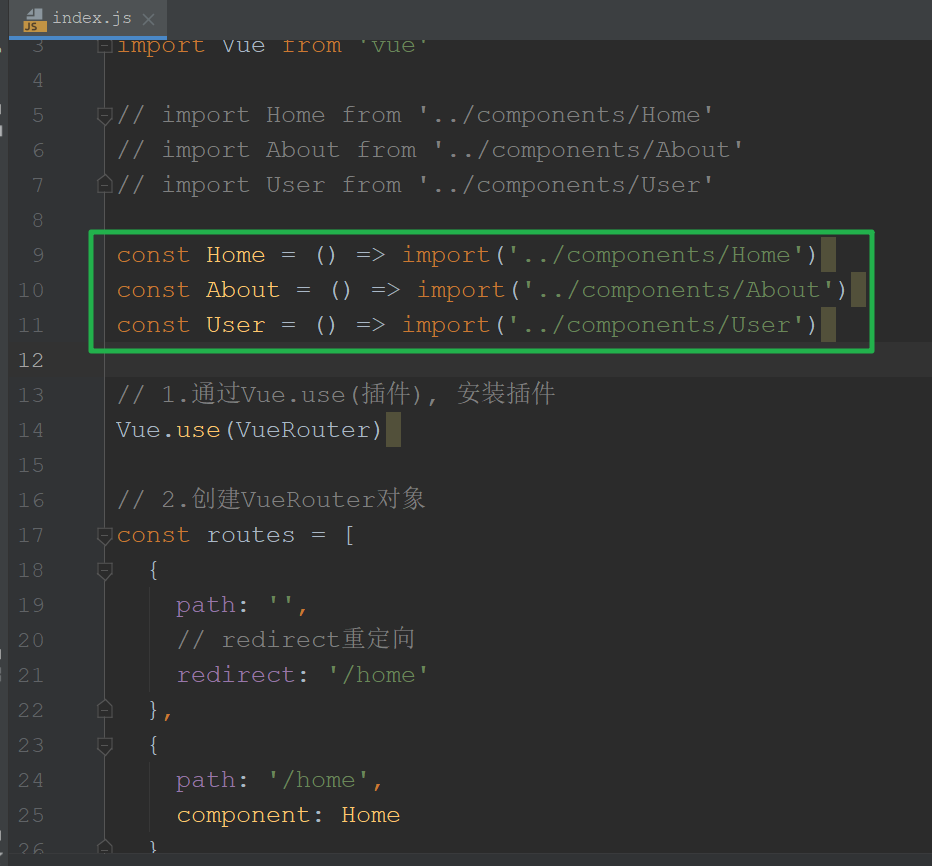 index.js
JS
3 import Vue from 'vue'
4
5 // import Home from '../components/Home'
6 // import About from '../components/About'
7 // import User from '../components/User'
8
9 const Home = () => import('../components/Home')
10 const About = () => import('../components/About')
11 const User = () => import('../components/User')
12
13 // 1.通过Vue.use(插件), 安装插件
14 Vue.use(VueRouter)
15
16 // 2.创建VueRouter对象
17 const routes = [
18 {
19 path: '',
20 // redirect重定向
21 redirect: '/home'
22 },
23 {
24 path: '/home',
25 component: Home
26 }